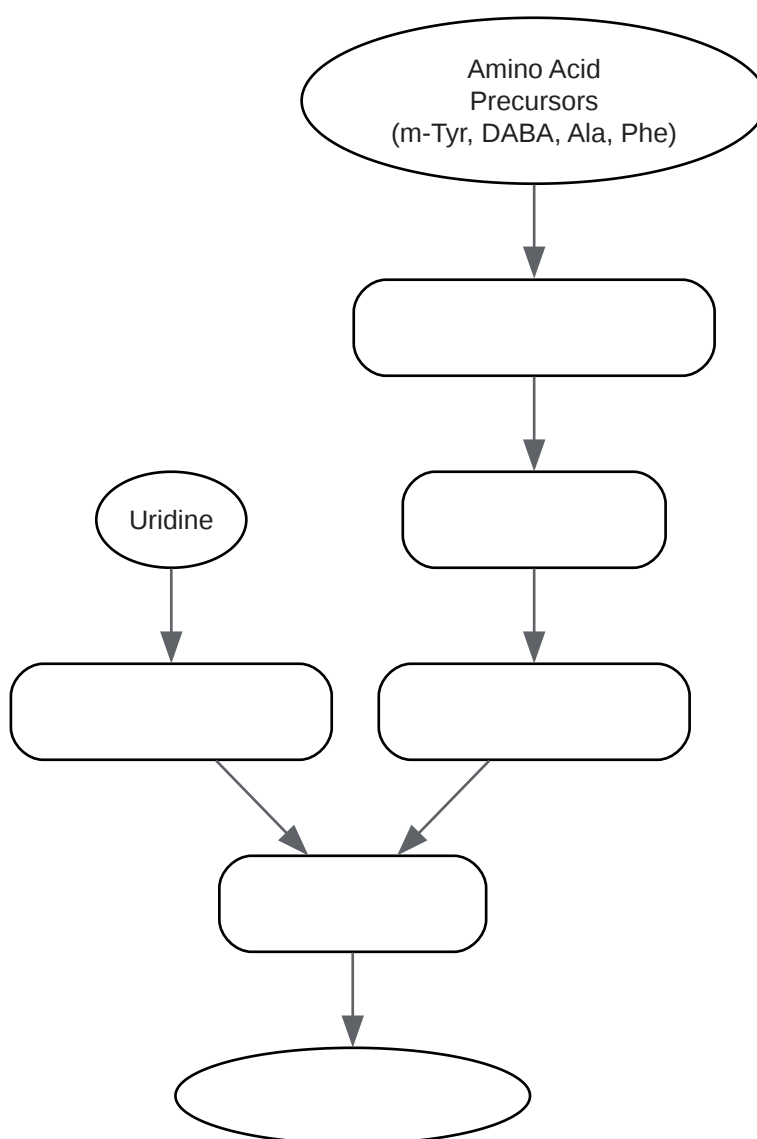 Amino Acid
Precursors
(m-Tyr, DABA, Ala, Phe)
Uridine